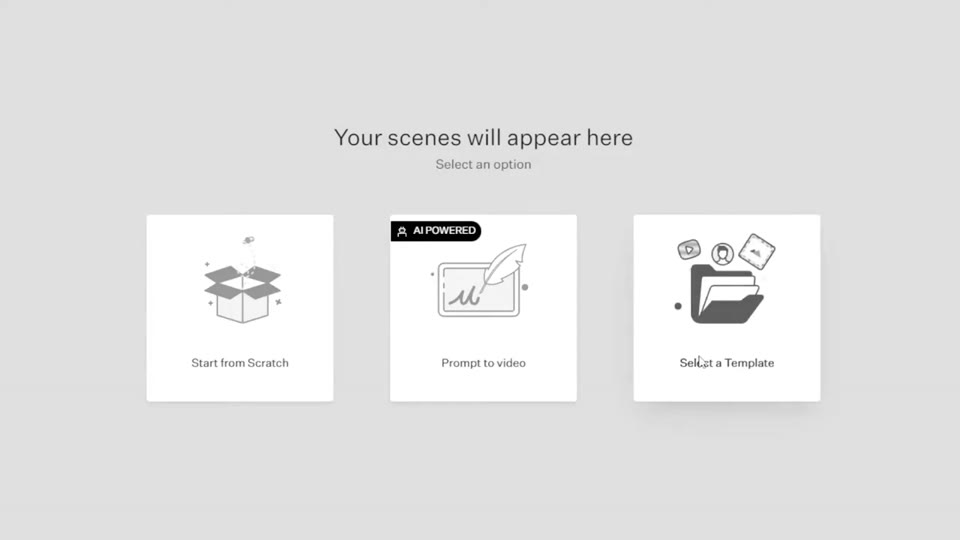 Your scenes will appear here
Select an option
AI POWERED
Start from Scratch
Prompt to video
Select a Template